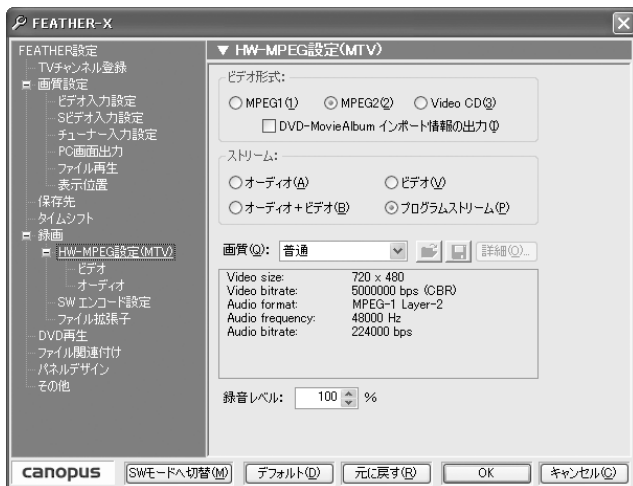 FEATHER-X
FEATHER設定
TVチャンネル登録
画質設定
ビデオ入力設定
Sビデオ入力設定
チューナー入力設定
PC画面出力
ファイル再生
表示位置
保存先
タイムシフト
録画
HW-MPEG設定(MTV)
ビデオ
オーディオ
SWエンコード設定
ファイル拡張子
DVD再生
ファイル関連付け
パネルデザイン
その他
▼ HW-MPEG設定(MTV)
ビデオ形式:
MPEG1(1) MPEG2(2) Video CD(3)
DVD-MovieAlbum インポート情報の出力(I)
ストリーム:
オーディオ(A) ビデオ(V)
オーディオ+ビデオ(B) プログラムストリーム(P)
画質(Q): 普通 詳細(O)...
Video size: 720 x 480
Video bitrate: 5000000 bps (CBR)
Audio format: MPEG-1 Layer-2
Audio frequency: 48000 Hz
Audio bitrate: 224000 bps
録音レベル: 100 %
canopus SWモードへ切替(M) デフォルト(D) 元に戻す(R) OK キャンセル(C)